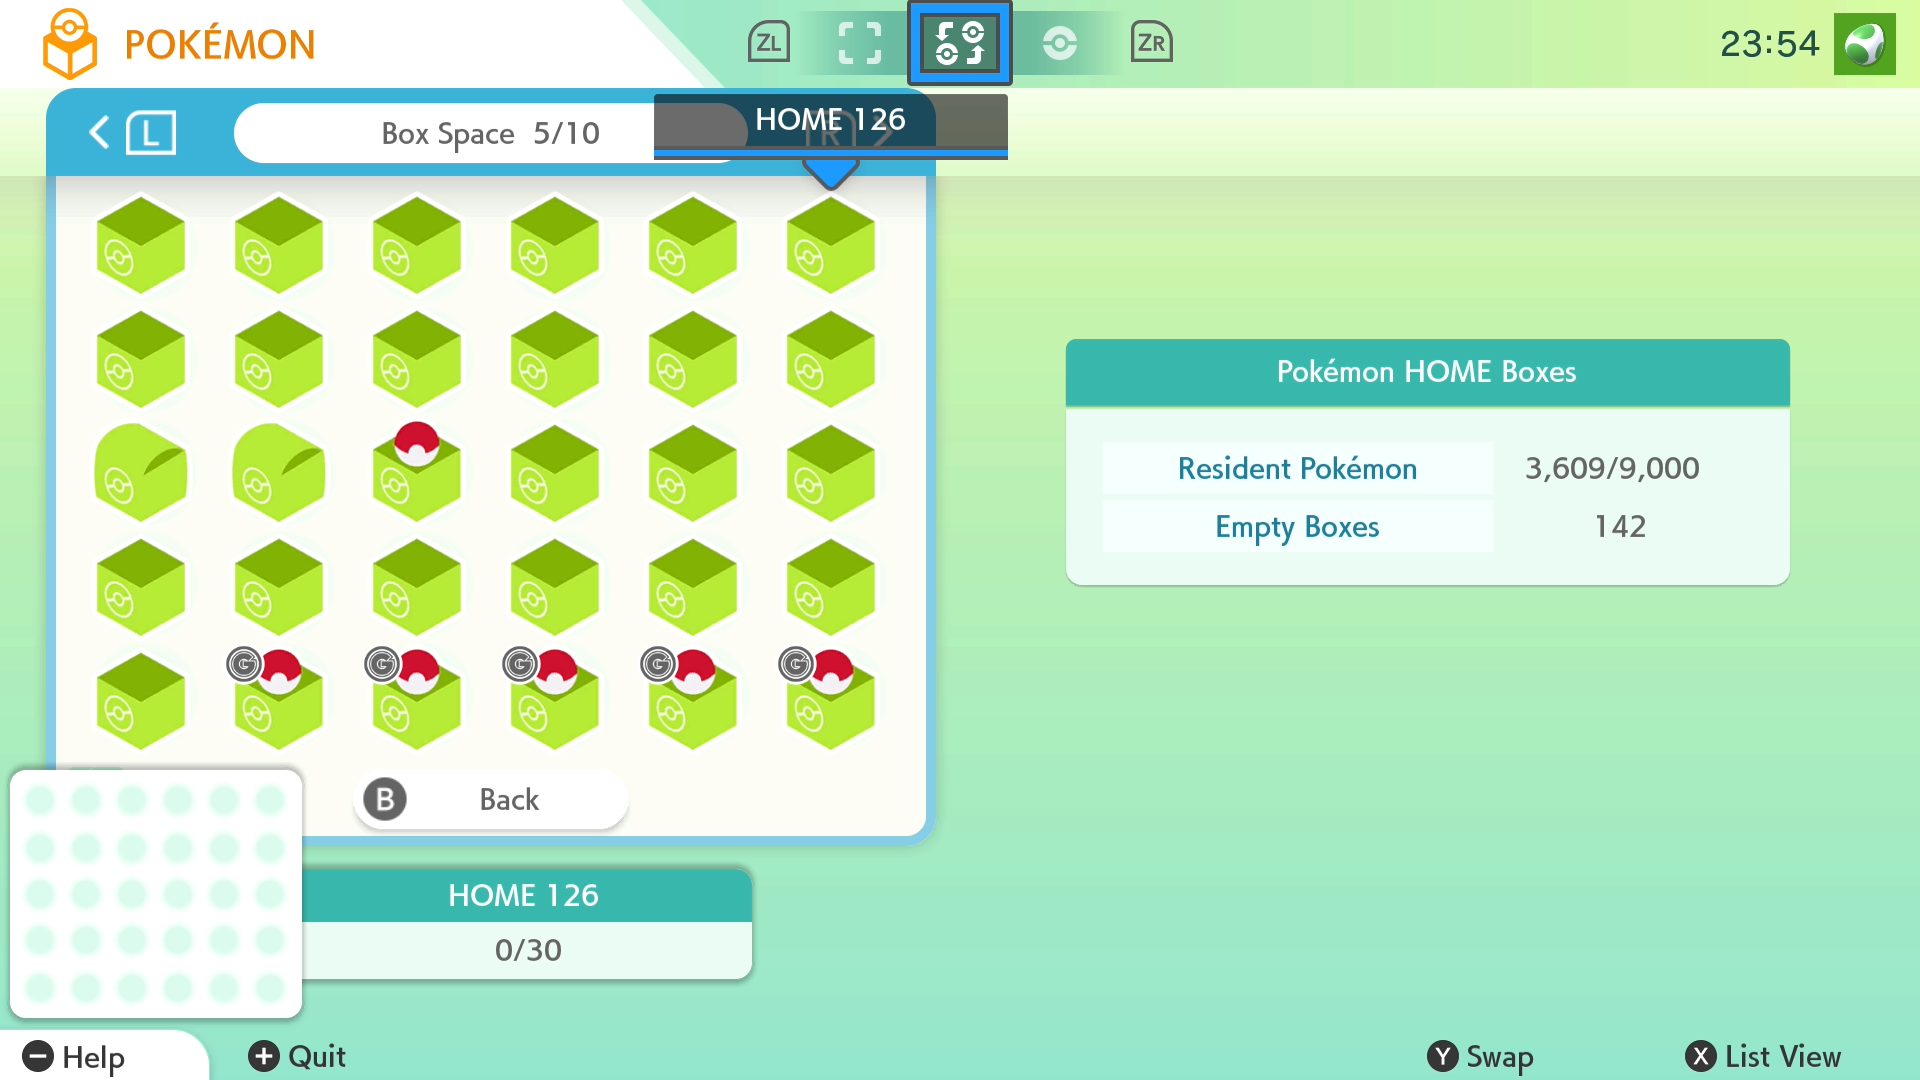 POKÉMON
ZL
ZR
23:54
L
Box Space 5/10
HOME 126
R
Pokémon HOME Boxes
Resident Pokémon 3,609/9,000
Empty Boxes 142
B Back
HOME 126
0/30
Help
Quit
Y Swap
X List View